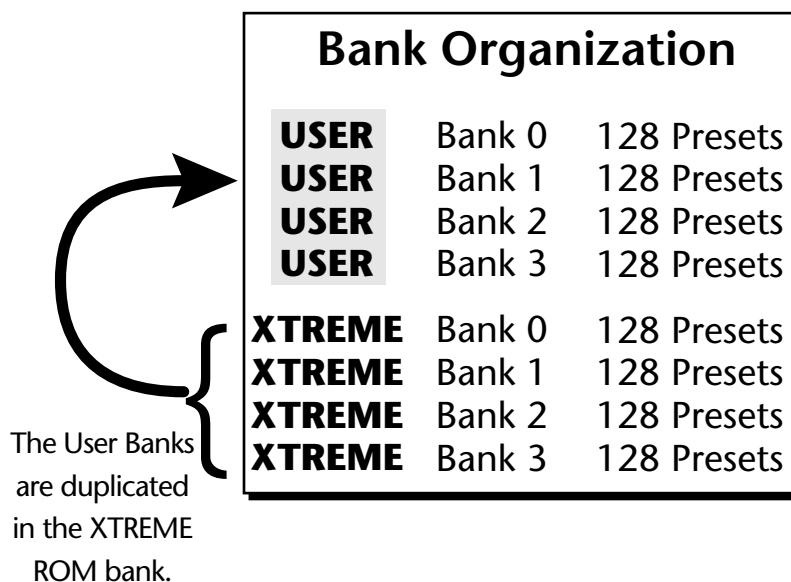 Bank Organization
USER Bank 0 128 Presets
USER Bank 1 128 Presets
USER Bank 2 128 Presets
USER Bank 3 128 Presets
XTREME Bank 0 128 Presets
XTREME Bank 1 128 Presets
XTREME Bank 2 128 Presets
XTREME Bank 3 128 Presets
The User Banks
are duplicated
in the XTREME
ROM bank.